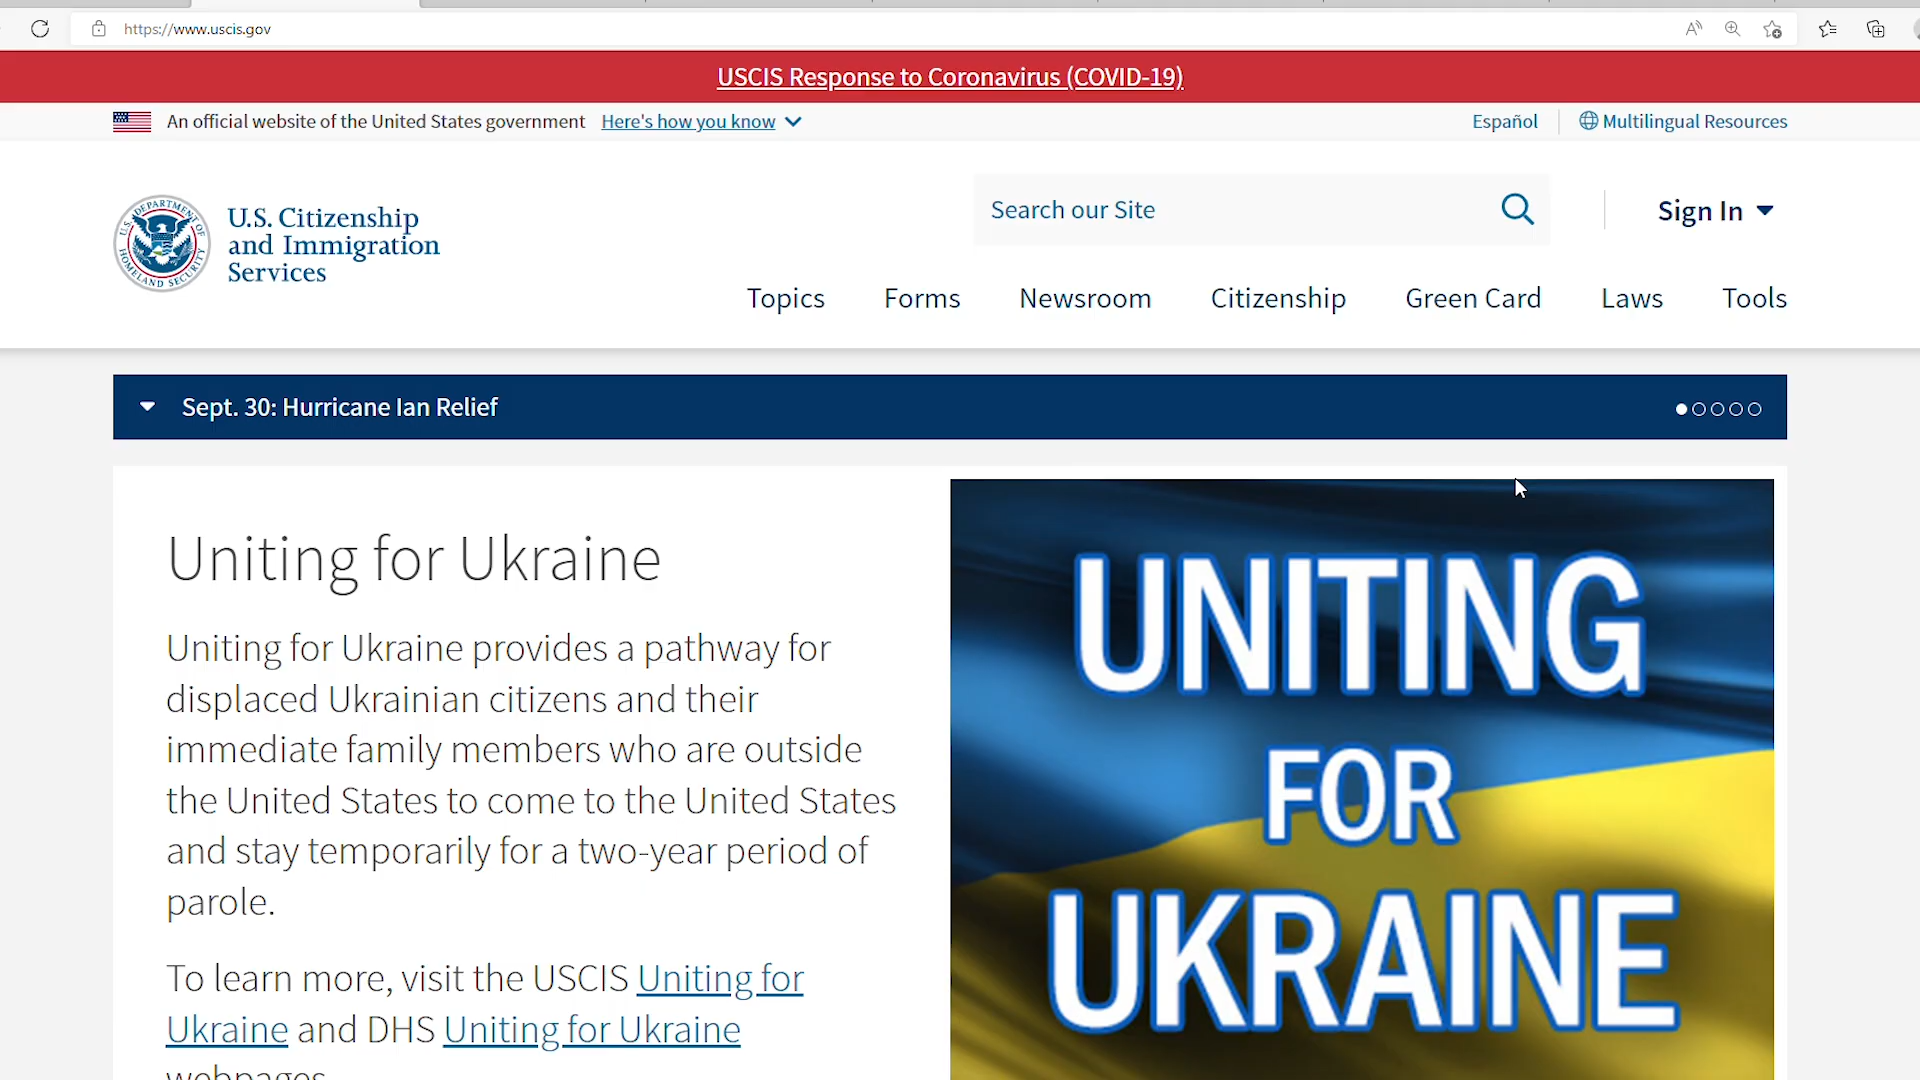 https://www.uscis.gov
USCIS Response to Coronavirus (COVID-19)
An official website of the United States government Here's how you know
Español
Multilingual Resources
U.S. DEPARTMENT OF HOMELAND SECURITY
U.S. Citizenship
and Immigration
Services
Search our Site
Sign In
Topics Forms Newsroom Citizenship Green Card Laws Tools
Sept. 30: Hurricane Ian Relief
Uniting for Ukraine
Uniting for Ukraine provides a pathway for
displaced Ukrainian citizens and their
immediate family members who are outside
the United States to come to the United States
and stay temporarily for a two-year period of
parole.
To learn more, visit the USCIS Uniting for
Ukraine and DHS Uniting for Ukraine
webpages.
UNITING
FOR
UKRAINE